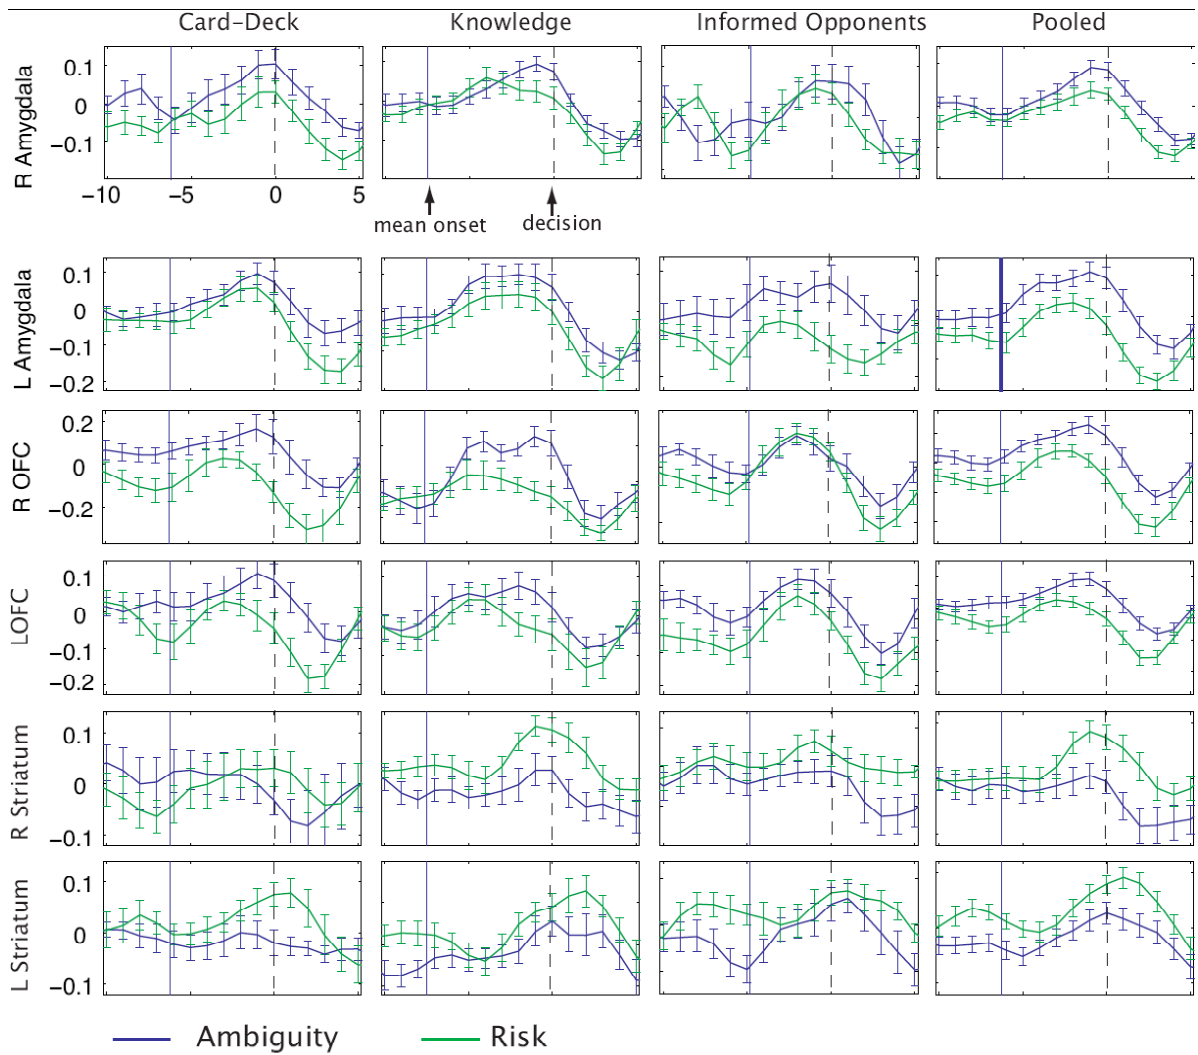 Card-Deck Knowledge Informed Opponents Pooled
R Amygdala
0.1
0
-0.1
-10 -5 0 5
mean onset decision
L Amygdala
0.1
0
-0.1
-0.2
R OFC
0.2
0
-0.2
LOFC
0.1
0
-0.1
-0.2
R Striatum
0.1
0
-0.1
L Striatum
0.1
0
-0.1
Ambiguity Risk